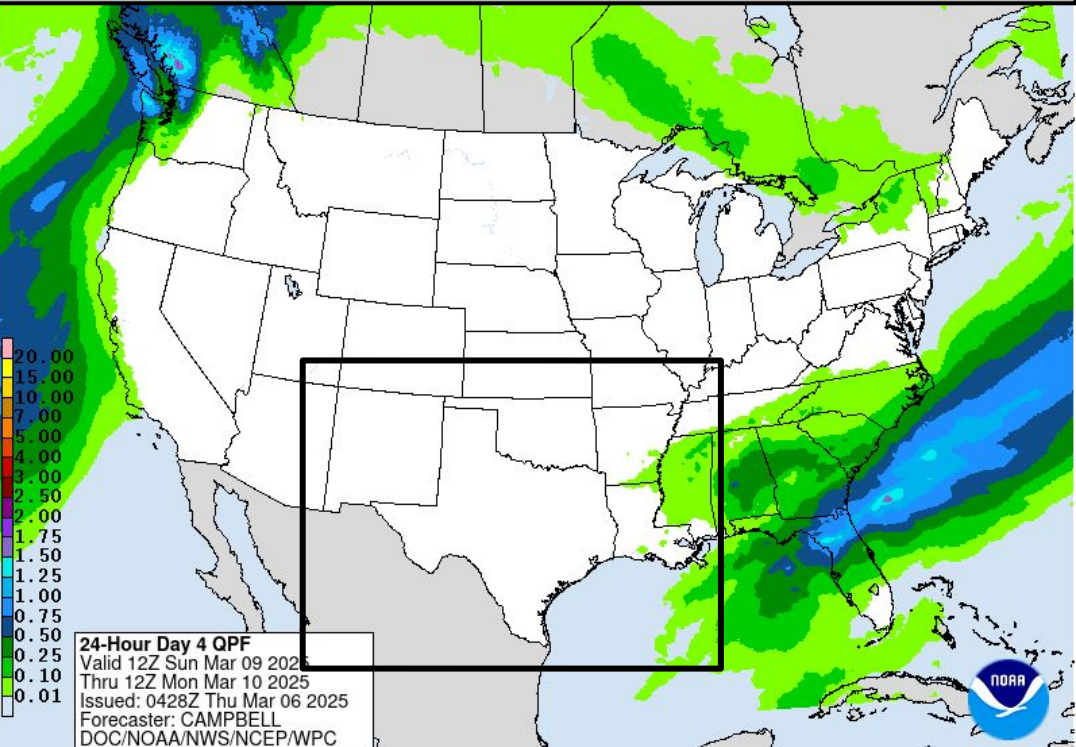 20.00
15.00
10.00
7.00
5.00
4.00
3.00
2.50
2.00
1.75
1.50
1.25
1.00
0.75
0.50
0.25
0.10
0.01
24-Hour Day 4 QPF
Valid 12Z Sun Mar 09 2025
Thru 12Z Mon Mar 10 2025
Issued: 0428Z Thu Mar 06 2025
Forecaster: CAMPBELL
DOC/NOAA/NWS/NCEP/WPC
NOAA